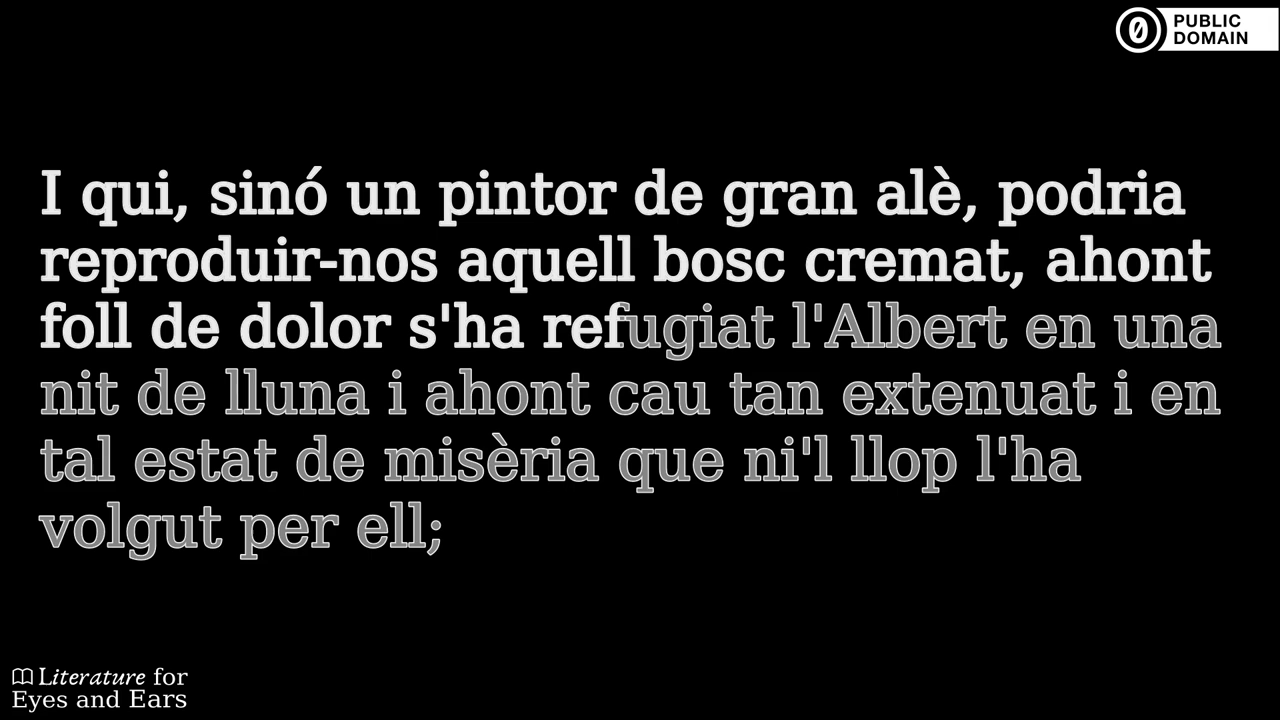 PUBLIC
DOMAIN
I qui, sinó un pintor de gran alè, podria
reproduir-nos aquell bosc cremat, ahont
foll de dolor s'ha refugiat l'Albert en una
nit de lluna i ahont cau tan extenuat i en
tal estat de misèria que ni'l llop l'ha
volgut per ell;
Literature for
Eyes and Ears